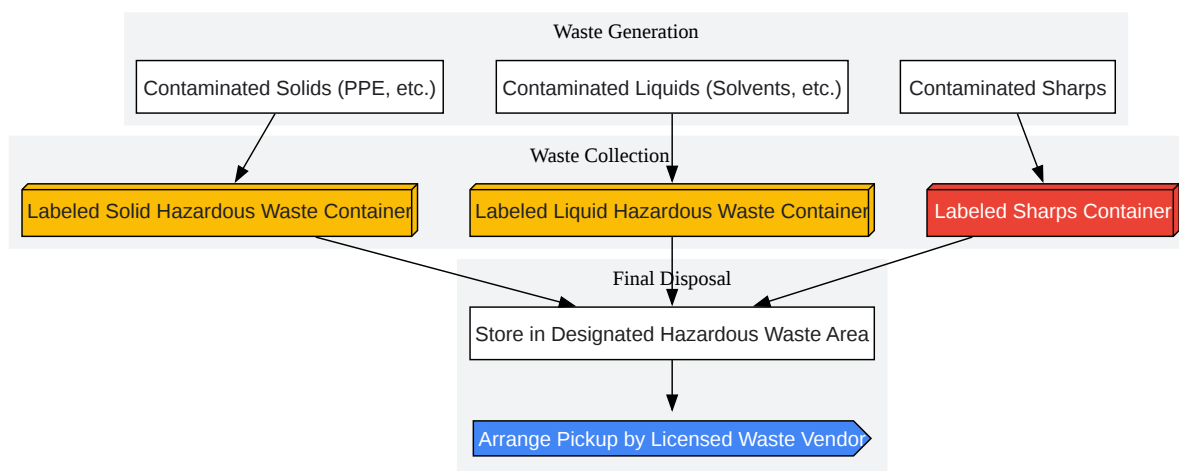 Waste Generation
Contaminated Solids (PPE, etc.)
Contaminated Liquids (Solvents, etc.)
Contaminated Sharps
Waste Collection
Labeled Solid Hazardous Waste Container
Labeled Liquid Hazardous Waste Container
Labeled Sharps Container
Final Disposal
Store in Designated Hazardous Waste Area
Arrange Pickup by Licensed Waste Vendor